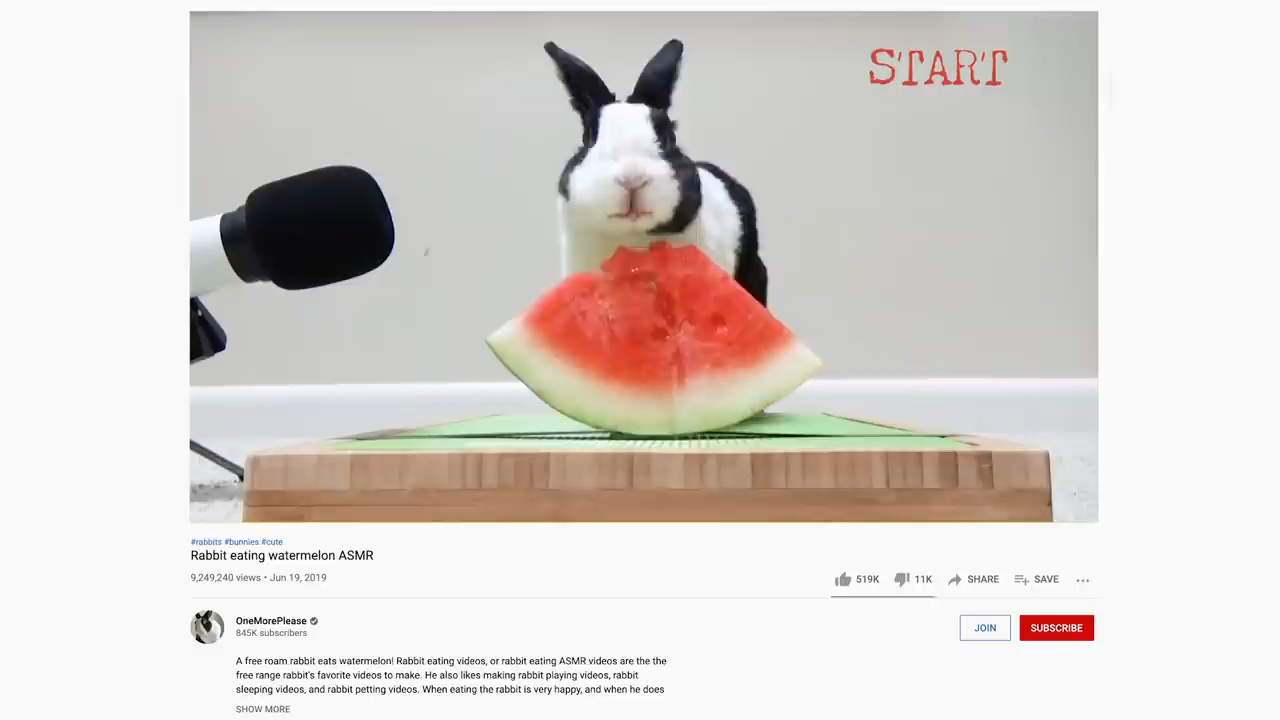 START
#rabbits #bunnies #cute
Rabbit eating watermelon ASMR
9,249,240 views • Jun 19, 2019
519K 11K SHARE SAVE ...
OneMorePlease
845K subscribers
JOIN SUBSCRIBE
A free roam rabbit eats watermelon! Rabbit eating videos, or rabbit eating ASMR videos are the the
free range rabbit's favorite videos to make. He also likes making rabbit playing videos, rabbit
sleeping videos, and rabbit petting videos. When eating the rabbit is very happy, and when he does
SHOW MORE